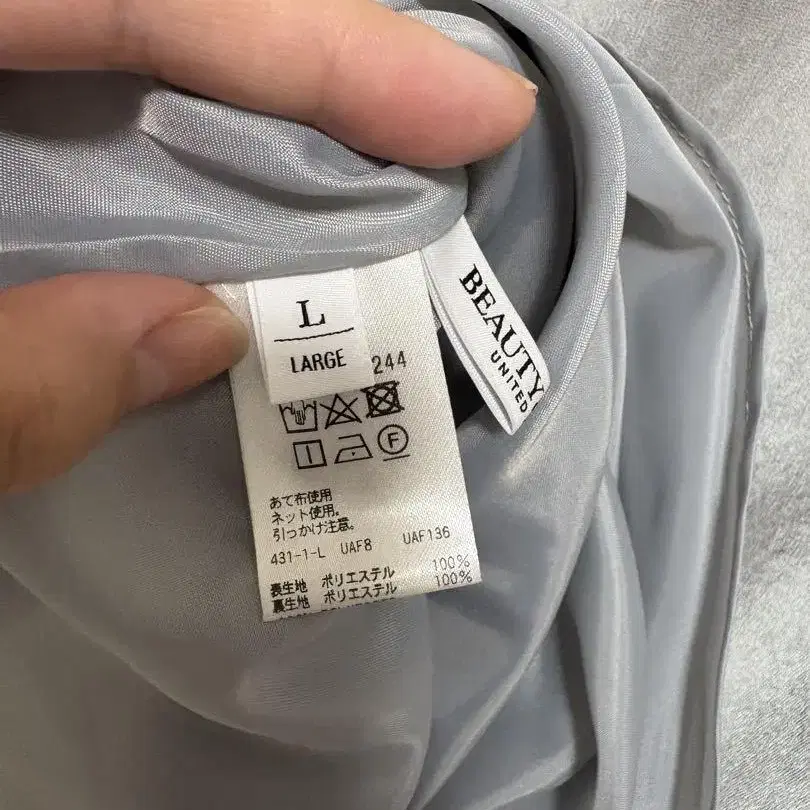 L
LARGE
244
BEAUTY
UNITED
F
あて布使用
ネット使用。
引っかけ注意。
431-1-L UAF8 UAF136
表生地 ポリエステル 100%
裏生地 ポリエステル 100%